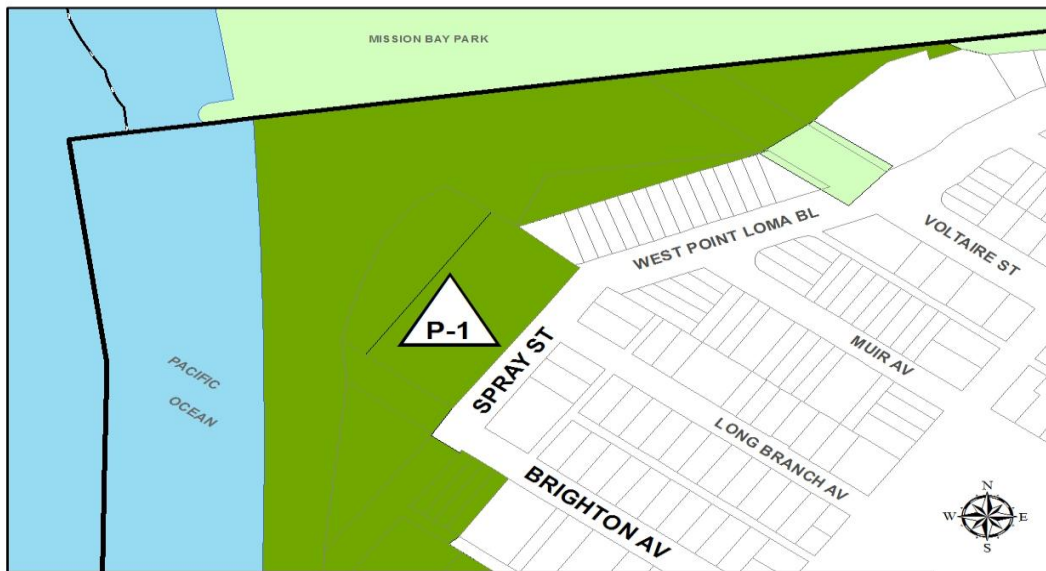 MISSION BAY PARK
WEST POINT LOMA BL
VOLTAIRE ST
P-1
SPRAY ST
MUIR AV
PACIFIC
OCEAN
LONG BRANCH AV
BRIGHTON AV
N
W
E
S